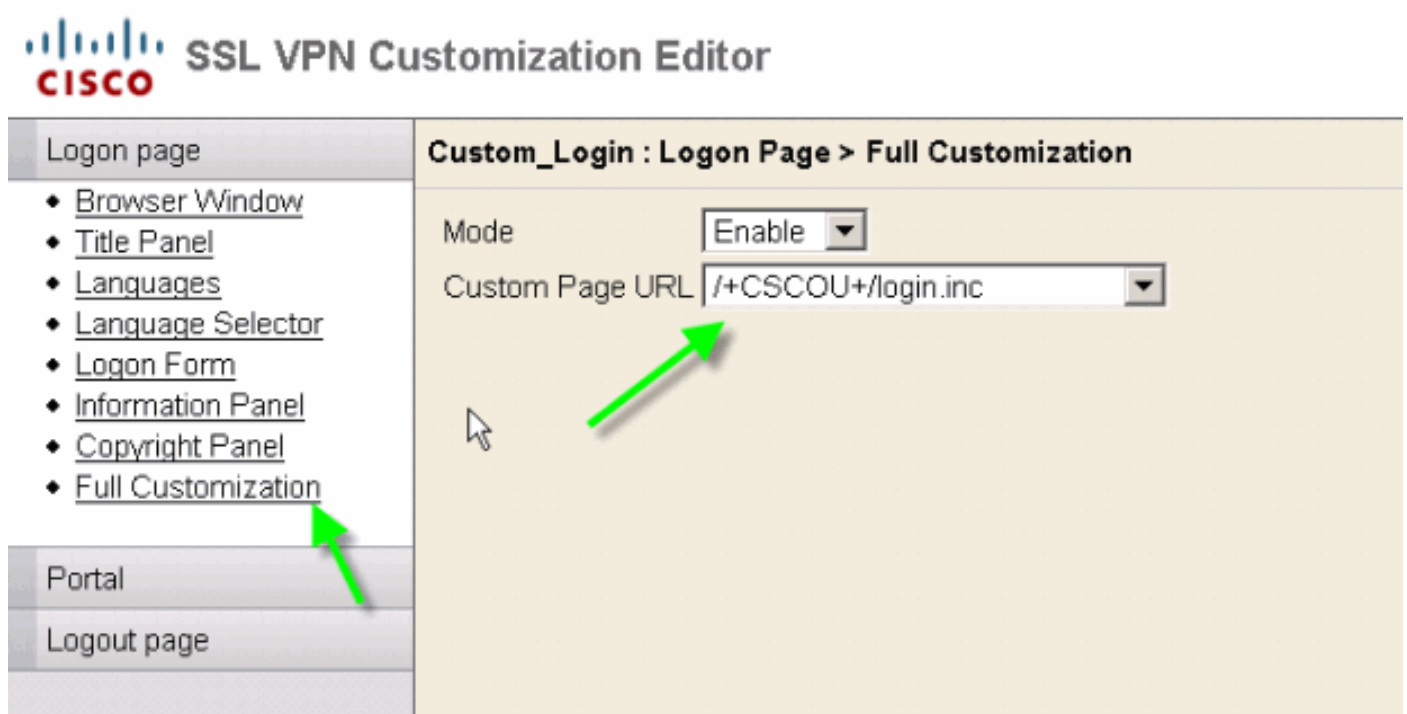 CISCO SSL VPN Customization Editor
Logon page
Browser Window
Title Panel
Languages
Language Selector
Logon Form
Information Panel
Copyright Panel
Full Customization
Portal
Logout page
Custom_Login : Logon Page > Full Customization
Mode Enable
Custom Page URL /+CSCOU+/login.inc